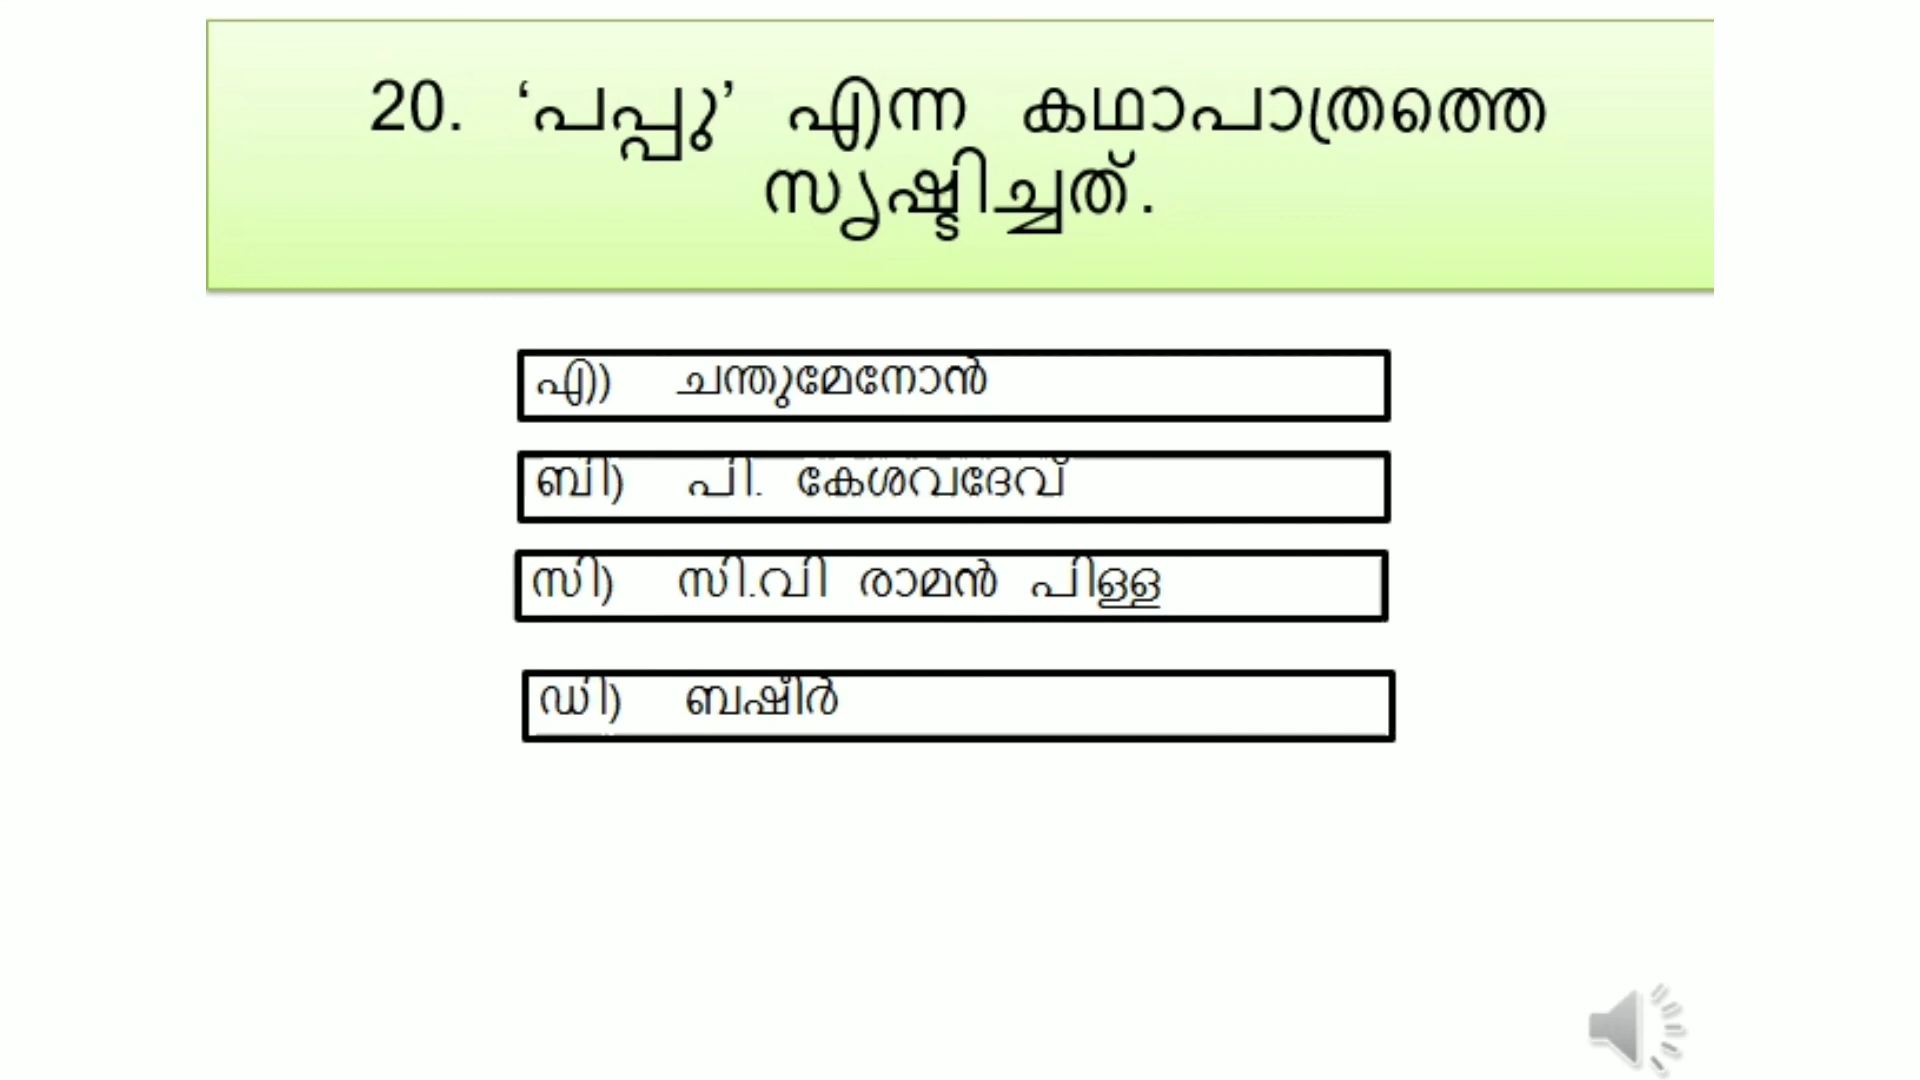 20. ‘പപ്പു’ എന്ന കഥാപാത്രത്തെ
സൃഷ്ടിച്ചത്.
എ)) ചന്തുമേനോൻ
ബി) പി. കേശവദേവ്
സി) സി.വി രാമൻ പിള്ള
ഡി) ബഷീർ